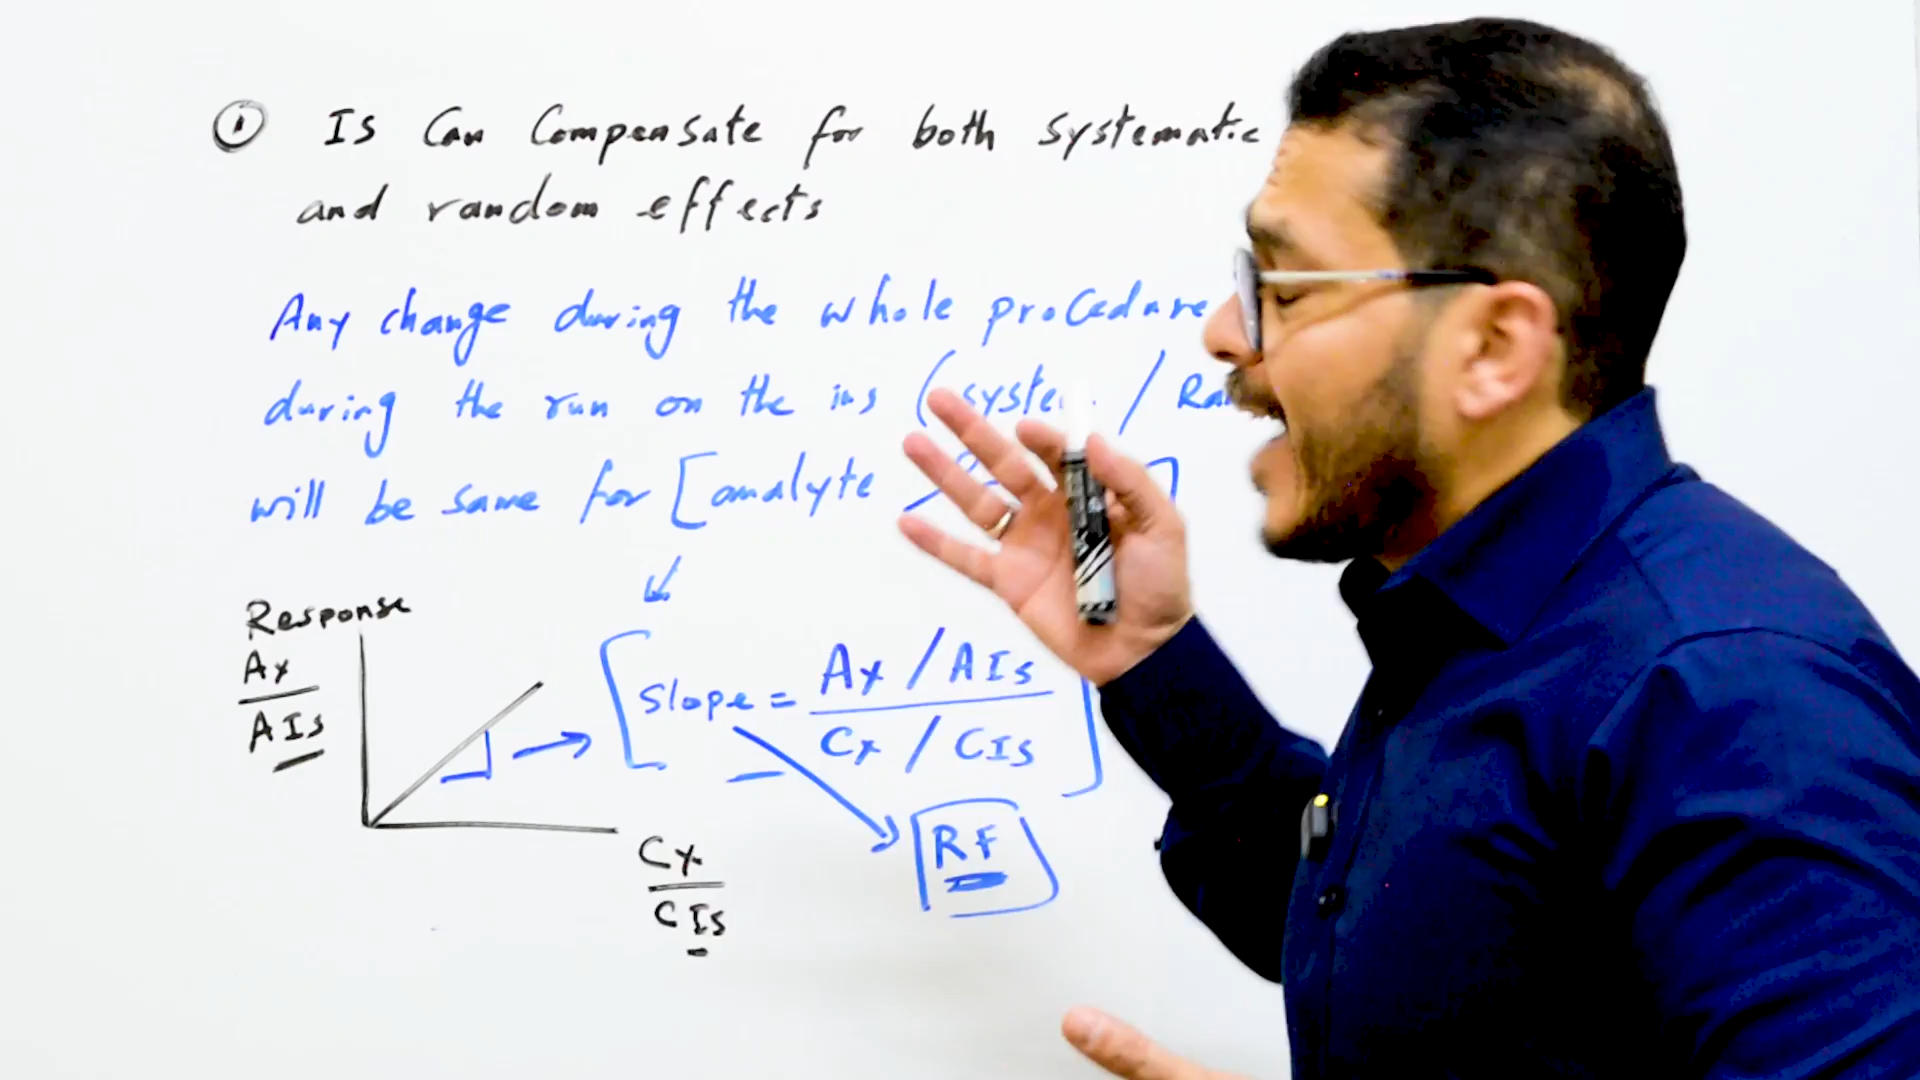 ① Is Can Compensate for both systematic
and random effects
Any change during the whole procedure
during the run on the ins (system / Ran
will be same for [analyte
Response
Ax
AIs
Slope = Ax / AIs
Cx / CIs
RF
Cx
CIs